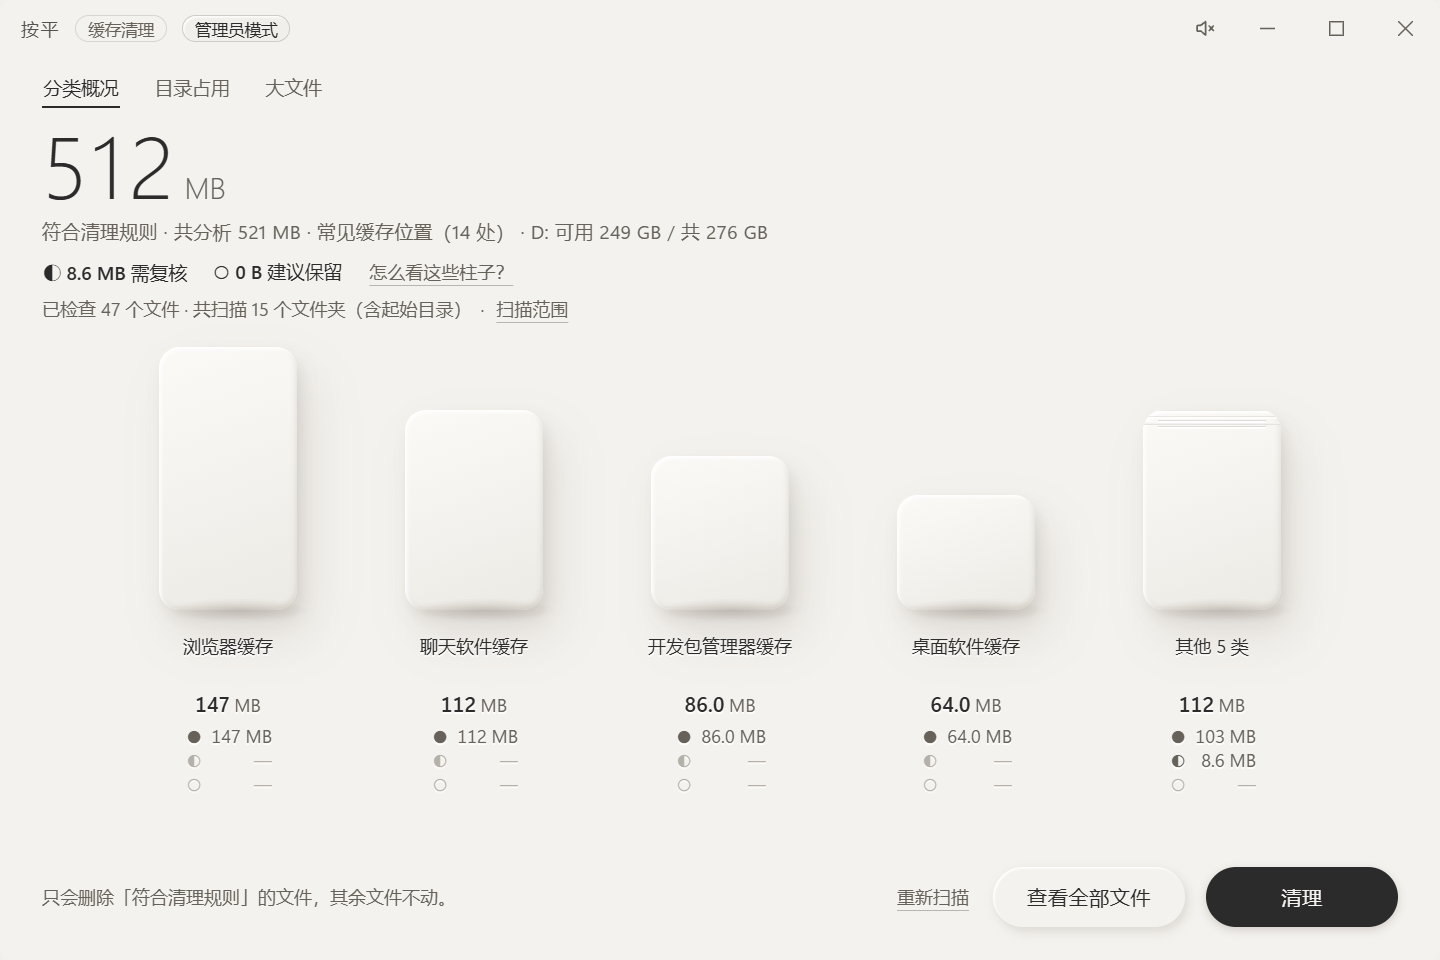 按平 缓存清理 管理员模式
分类概况 目录占用 大文件
512 MB
符合清理规则 · 共分析 521 MB · 常见缓存位置（14 处） · D: 可用 249 GB / 共 276 GB
◐ 8.6 MB 需复核 ○ 0 B 建议保留 怎么看这些柱子？
已检查 47 个文件 · 共扫描 15 个文件夹（含起始目录） · 扫描范围
浏览器缓存 聊天软件缓存 开发包管理器缓存 桌面软件缓存 其他 5 类
147 MB 112 MB 86.0 MB 64.0 MB 112 MB
● 147 MB ● 112 MB ● 86.0 MB ● 64.0 MB ● 103 MB
◐ — ◐ — ◐ — ◐ — ◐ 8.6 MB
○ — ○ — ○ — ○ — ○ —
只会删除「符合清理规则」的文件，其余文件不动。 重新扫描 查看全部文件 清理